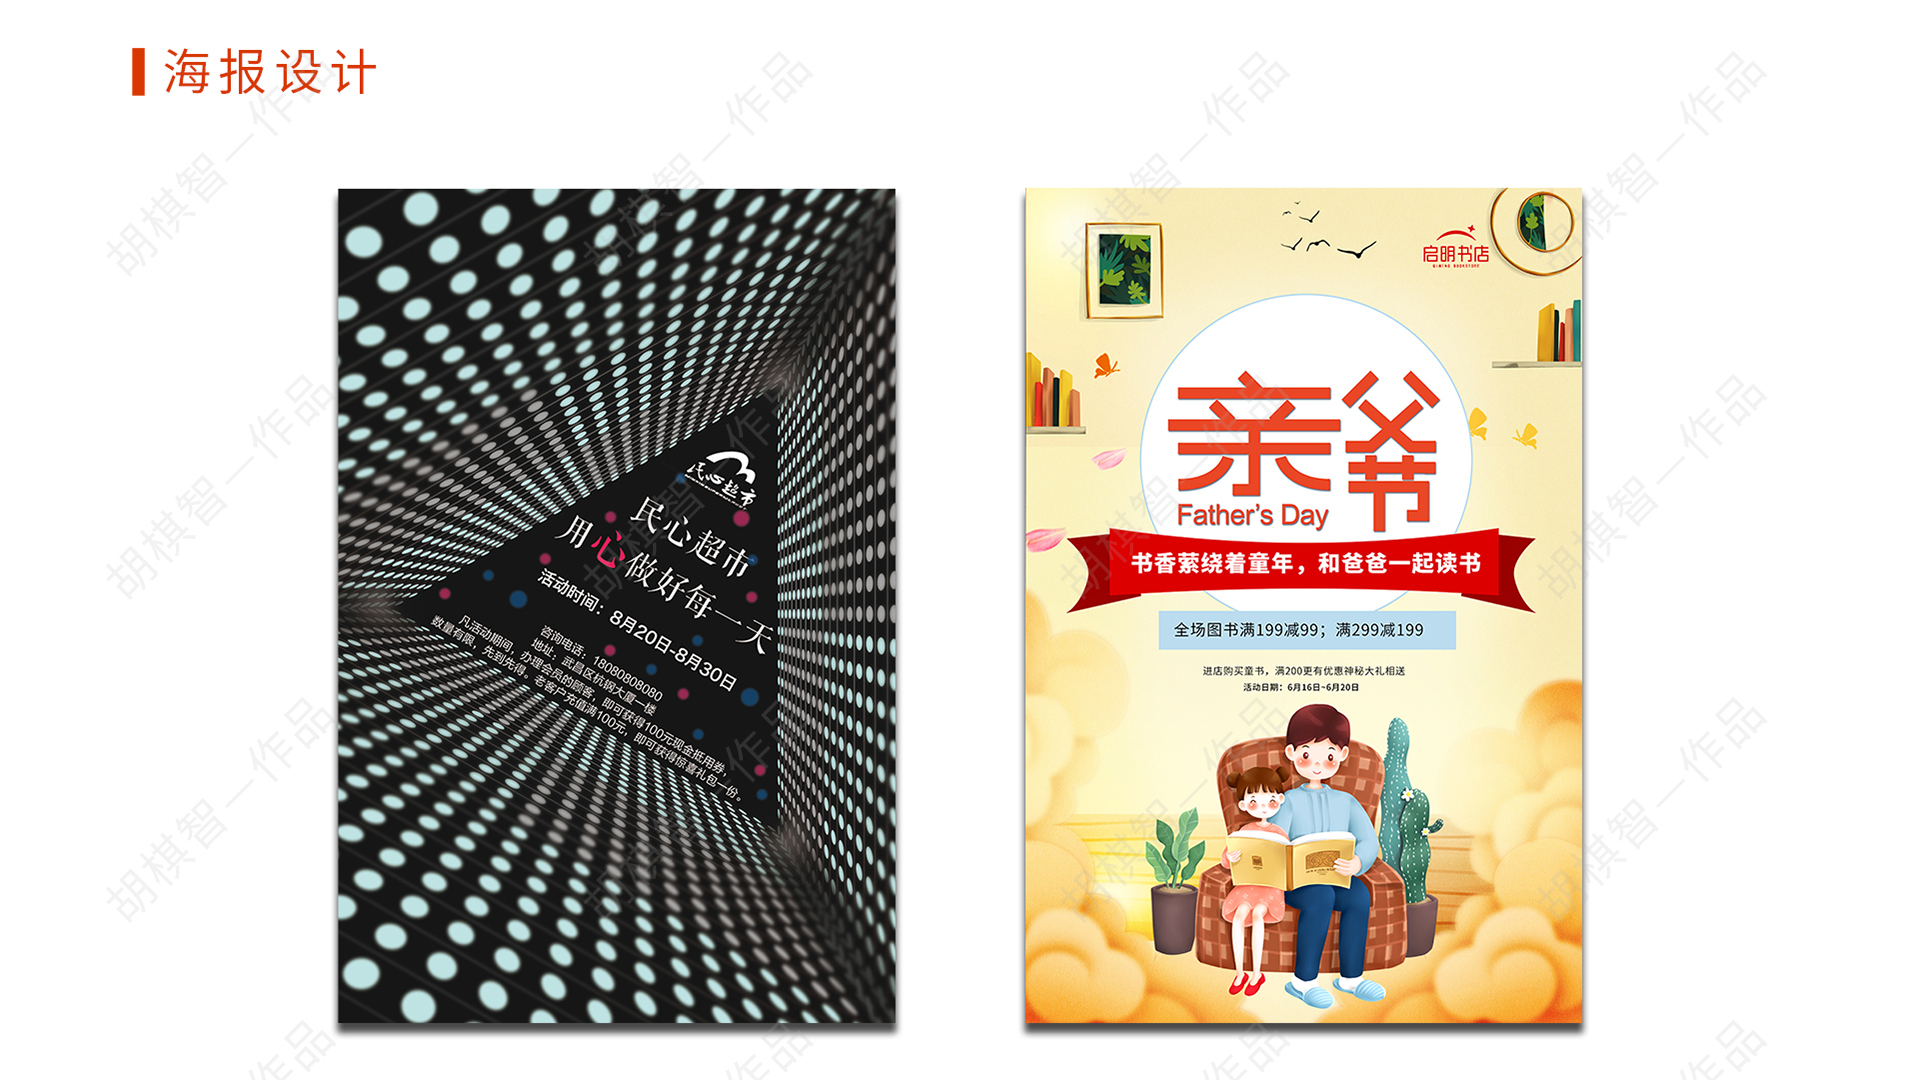 海报设计
民心超市
民心超市
用心做好每一天
活动时间：8月20日-8月30日
咨询电话：18080808080
地址：武昌区杭钢大厦一楼
凡活动期间，办理会员的顾客，即可获得100元现金抵用券，
数量有限，先到先得。老客户充值满100元，即可获得惊喜礼包一份。
启明书店
QIMING BOOKSTORE
亲爹节
Father's Day
书香萦绕着童年，和爸爸一起读书
全场图书满199减99；满299减199
进店购买童书，满200更有优惠神秘大礼相送
活动日期：6月16日~6月20日
胡棋智一作品